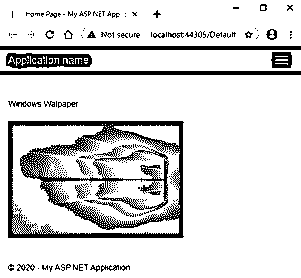 Home Page - My ASP.NET App
Not secure localhost:44305/Default
Application name
Windows Wallpaper
© 2020 - My ASP.NET Application